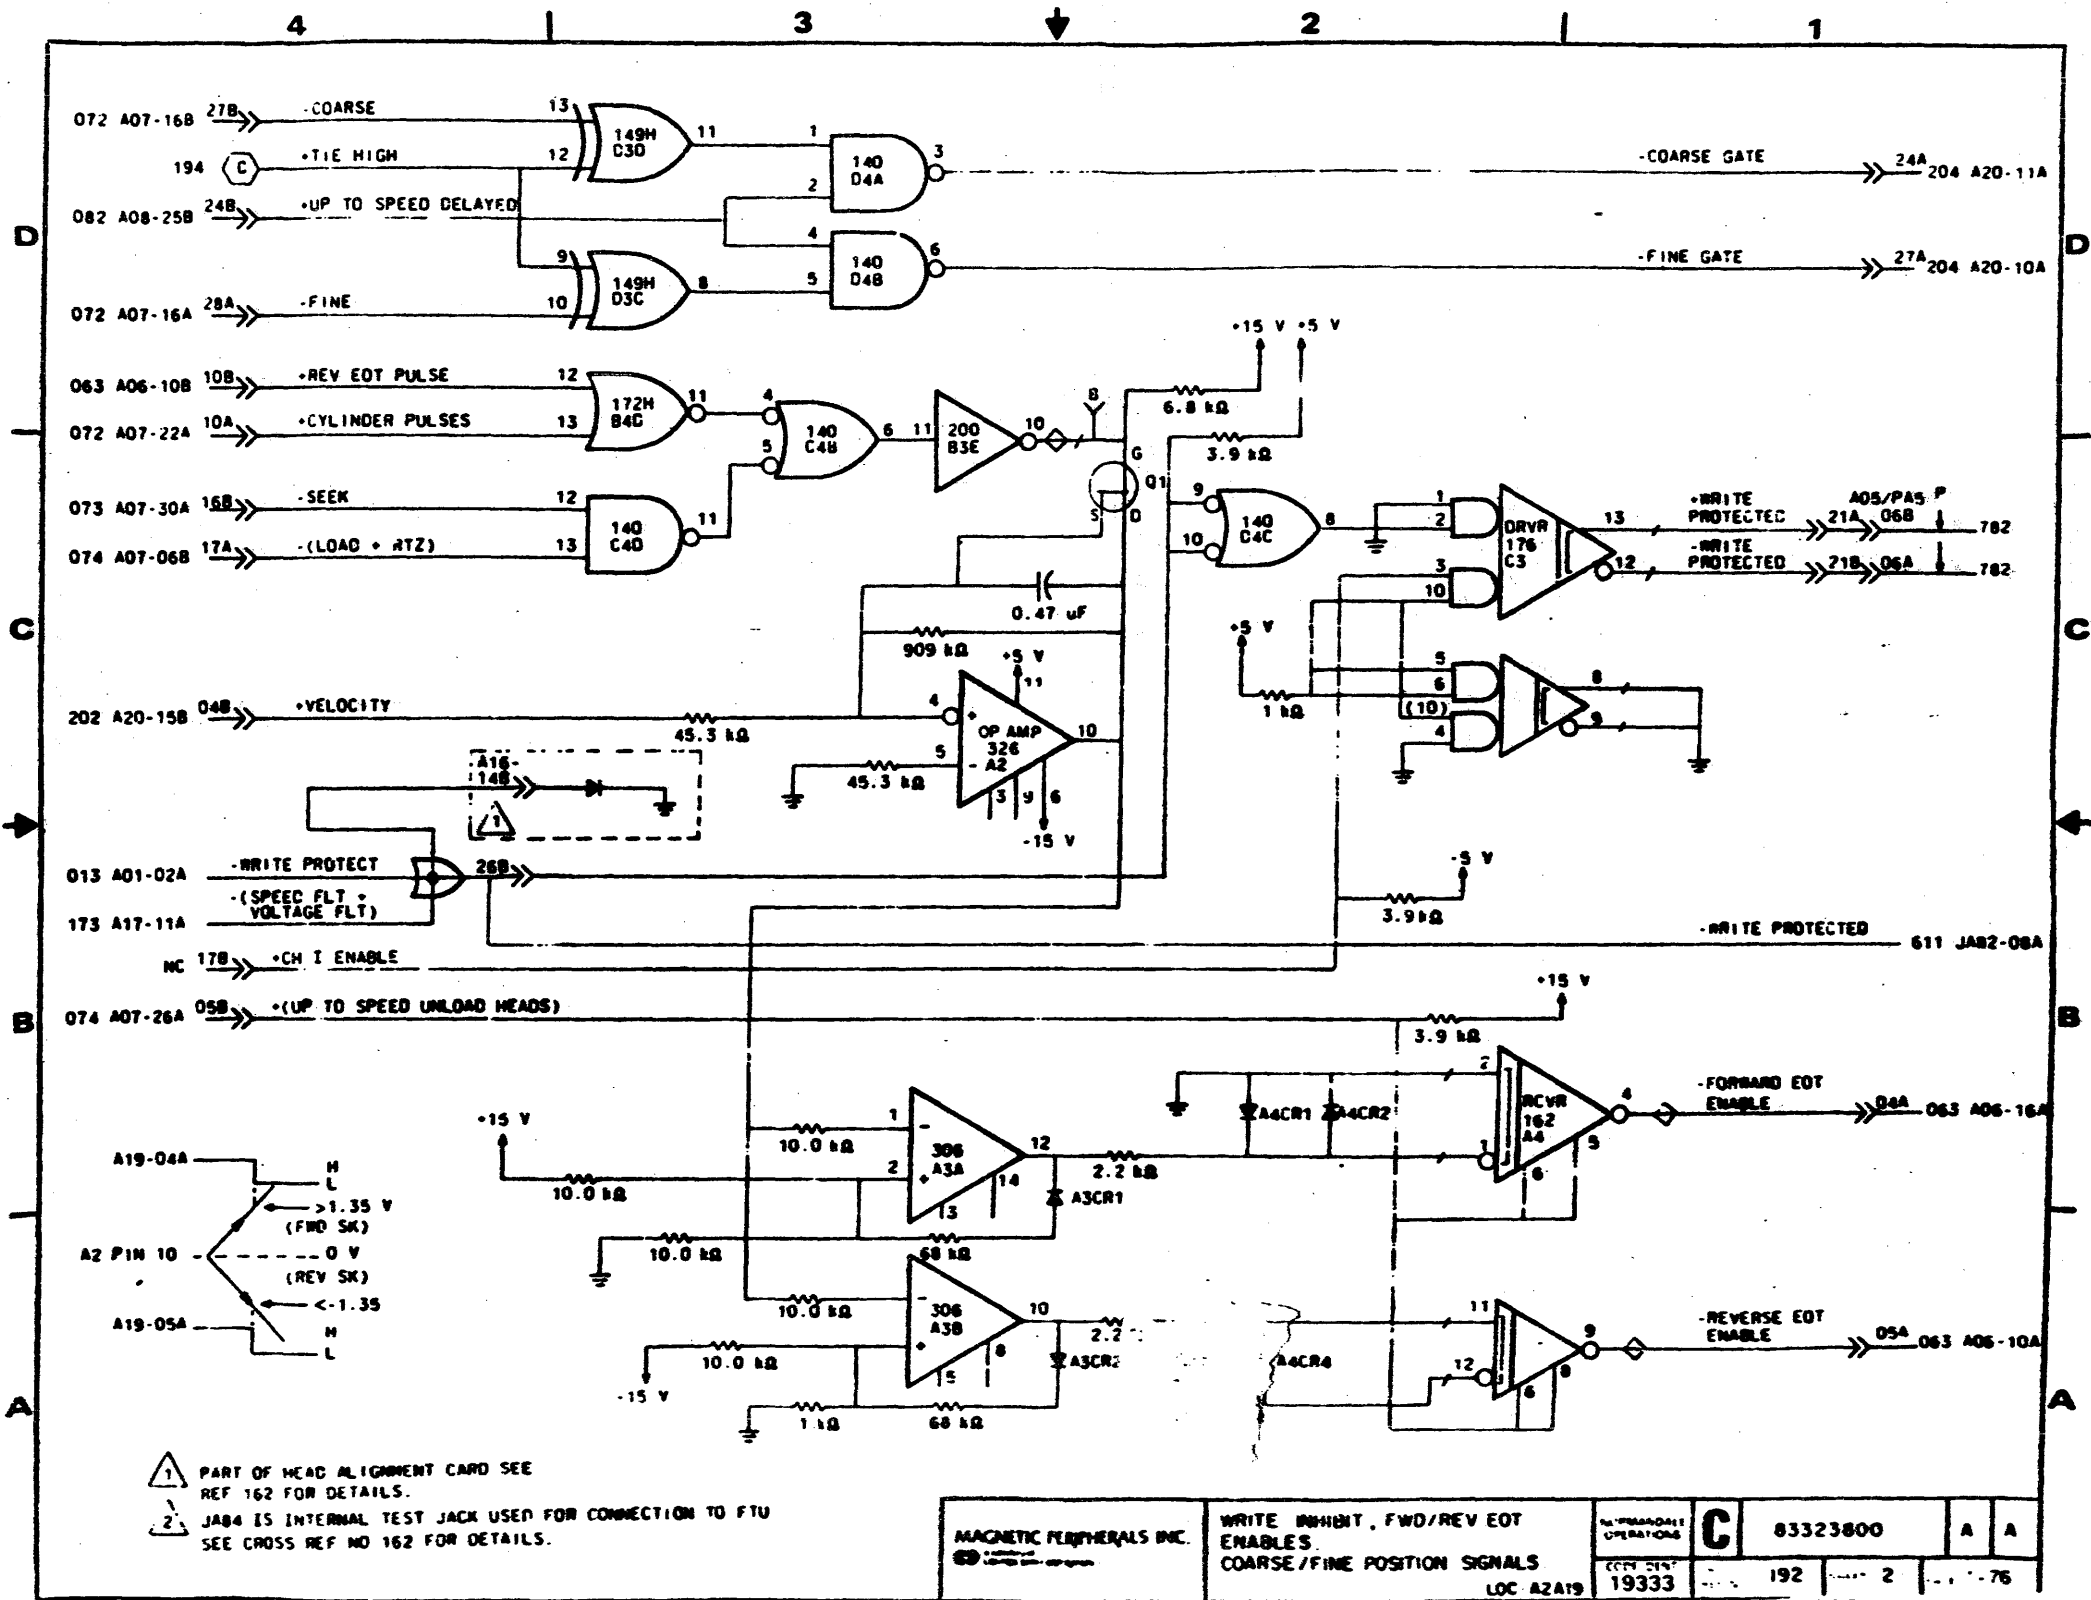 4 3 2 1
072 A07-16B 27B -COARSE 13 149H D3D 11 1 140 D4A 3 -COARSE GATE 24A 204 A20-11A
194 C +TIE HIGH 12
082 A08-25B 24B +UP TO SPEED DELAYED 2
D D
4 140 D4B 6 -FINE GATE 27A 204 A20-10A
9 149H D3C 8 5
072 A07-16A 28A -FINE 10
+15 V +5 V
063 A06-10B 10B +REV EOT PULSE 12 172H 11 4 140 C4B 6 11 200 B3E 10 B 6.8 kΩ
072 A07-22A 10A +CYLINDER PULSES 13 5 3.9 kΩ
G Q1 S D
073 A07-30A 16B -SEEK 12 140 C4D 11
074 A07-06B 17A -(LOAD + RTZ) 13
9 10 140 C4C 8
1 2 3 10 DRVR 176 C3 13 12
+WRITE PROTECTED 21A A05/PA5 06B P 782
-WRITE PROTECTED 21B 06A 782
C C
0.47 uF
909 kΩ
+5 V
1 kΩ
5 6 (10) 4 8 9
202 A20-15B 04B +VELOCITY 45.3 kΩ
+5 V 11
4 + OP AMP 326 A2 10
5 - 45.3 kΩ
3 9 6
-15 V
A16-14B
1
013 A01-02A -WRITE PROTECT 26B
-(SPEED FLT + VOLTAGE FLT)
173 A17-11A
-5 V
3.9 kΩ
-WRITE PROTECTED 611 JA82-08A
NC 17B +CH I ENABLE
+15 V
B B
074 A07-26A 05B +(UP TO SPEED UNLOAD HEADS) 3.9 kΩ
2 RCVR 162 A4 4 1 6 5
-FORWARD EOT ENABLE 04A 063 A06-16A
A4CR1 A4CR2
+15 V
10.0 kΩ 1 - 306 A3A 12 2.2 kΩ
10.0 kΩ 2 + 13 14
A3CR1
10.0 kΩ 68 kΩ
A19-04A H L
>1.35 V
(FWD SK)
A2 PIN 10 0 V
(REV SK)
<-1.35
A19-05A H L
10.0 kΩ - 306 A3B 10
10.0 kΩ + 5 8
-15 V
A3CR2
1 kΩ 68 kΩ
A4CR4
11 12 9 6 8
-REVERSE EOT ENABLE 05A 063 A06-10A
A A
1 PART OF HEAD ALIGNMENT CARD SEE
REF 162 FOR DETAILS.
2 JA84 IS INTERNAL TEST JACK USED FOR CONNECTION TO FTU
SEE CROSS REF NO 162 FOR DETAILS.
MAGNETIC PERIPHERALS INC.
WRITE INHIBIT, FWD/REV EOT
ENABLES
COARSE/FINE POSITION SIGNALS
LOC A2A19
OPERATIONS
19333
C 83323800 A A
192 2 76